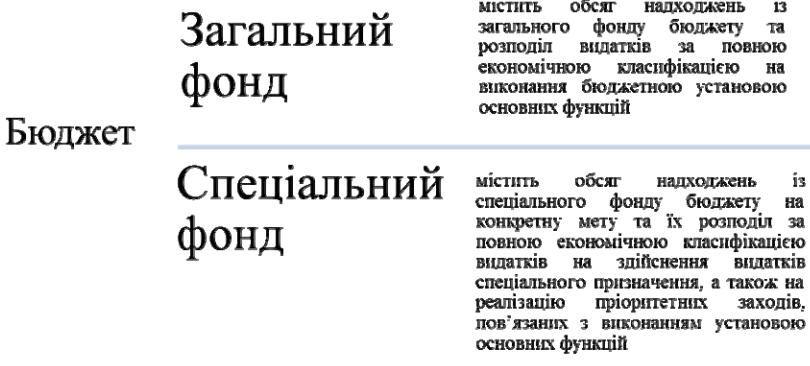 Бюджет
Загальний
фонд
містить обсяг надходжень із
загального фонду бюджету та
розподіл видатків за повною
економічною класифікацією на
виконання бюджетною установою
основних функцій
Спеціальний
фонд
містить обсяг надходжень із
спеціального фонду бюджету на
конкретну мету та їх розподіл за
повною економічною класифікацією
видатків на здійснення видатків
спеціального призначення, а також на
реалізацію пріоритетних заходів,
пов’язаних з виконанням установою
основних функцій